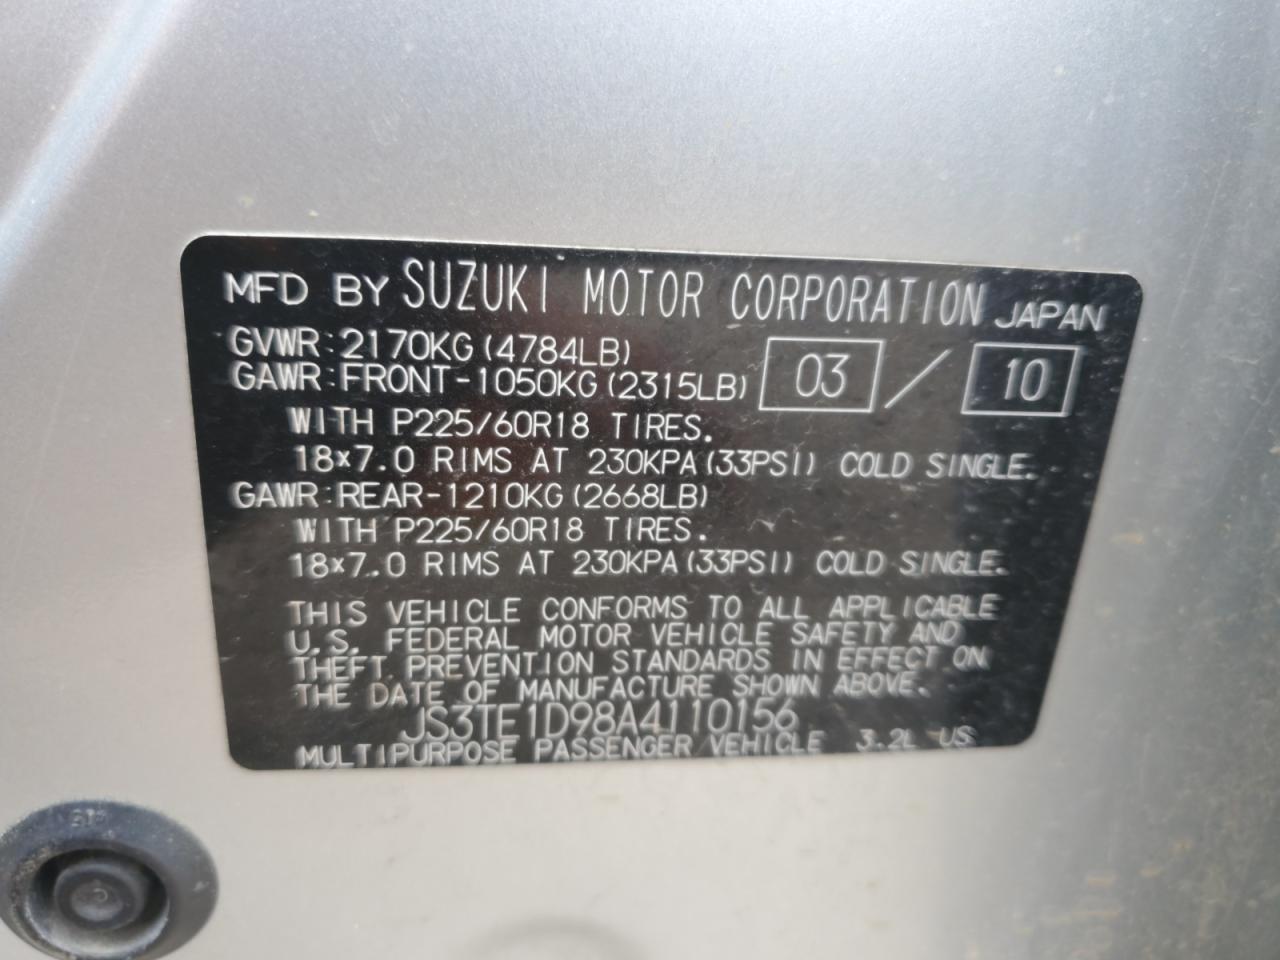 MFD BY SUZUKI MOTOR CORPORATION JAPAN
GVWR:2170KG(4784LB)
GAWR:FRONT-1050KG(2315LB) 03 / 10
WITH P225/60R18 TIRES.
18×7.0 RIMS AT 230KPA(33PSI) COLD SINGLE.
GAWR:REAR-1210KG(2668LB)
WITH P225/60R18 TIRES.
18×7.0 RIMS AT 230KPA(33PSI) COLD SINGLE.
THIS VEHICLE CONFORMS TO ALL APPLICABLE
U.S. FEDERAL MOTOR VEHICLE SAFETY AND
THEFT PREVENTION STANDARDS IN EFFECT ON
THE DATE OF MANUFACTURE SHOWN ABOVE.
JS3TE1D98A4110156
MULTIPURPOSE PASSENGER VEHICLE 3.2L US